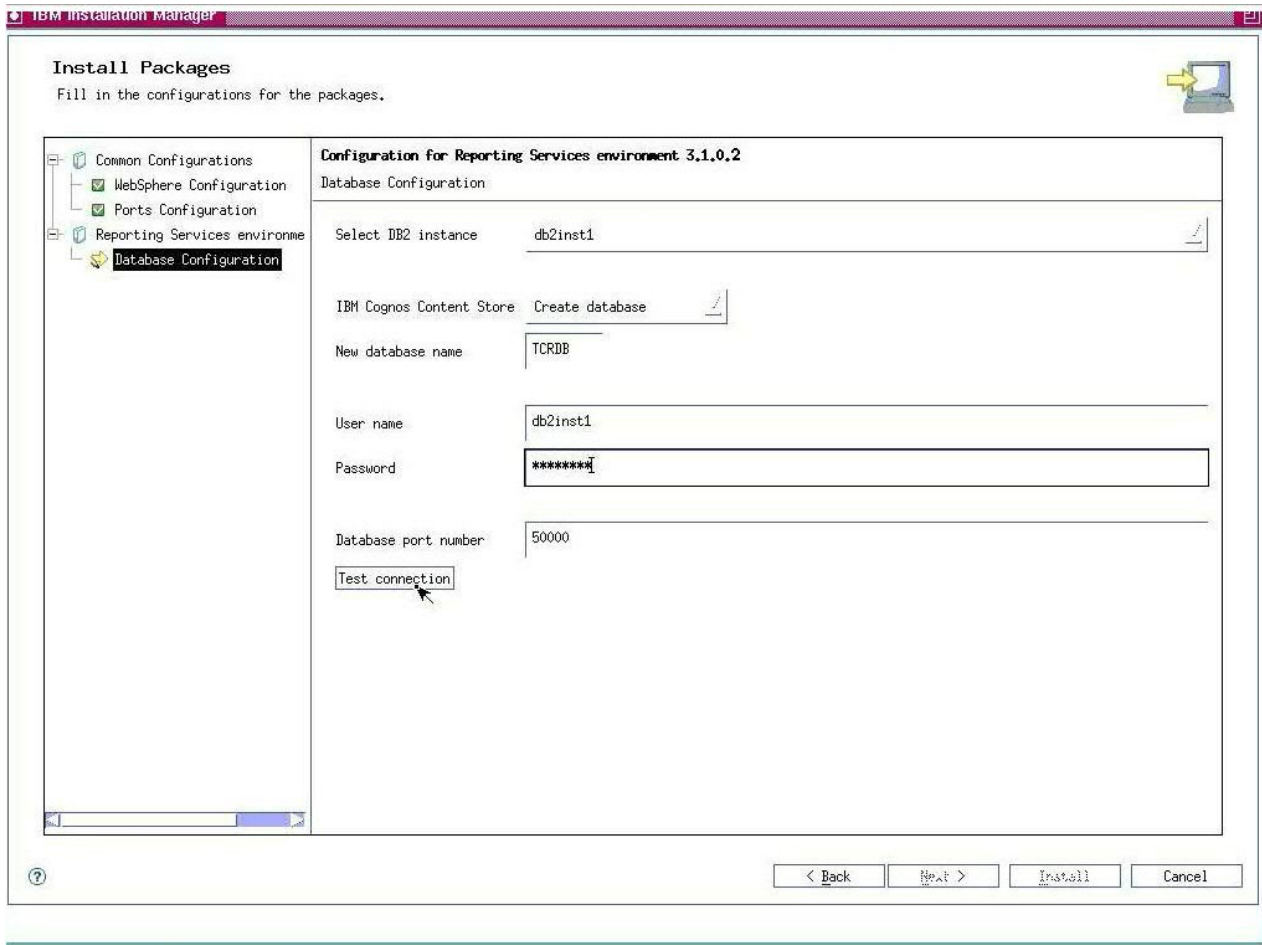 IBM Installation Manager
Install Packages
Fill in the configurations for the packages.
Common Configurations
WebSphere Configuration
Ports Configuration
Reporting Services environme
Database Configuration
Configuration for Reporting Services environment 3.1.0.2
Database Configuration
Select DB2 instance db2inst1
IBM Cognos Content Store Create database
New database name TCRDB
User name db2inst1
Password ********
Database port number 50000
Test connection
? < Back Next > Install Cancel